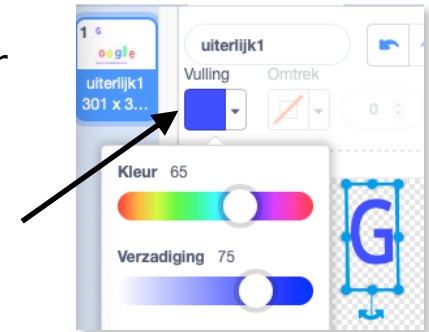 r
1 G
oogle
uiterlijk1
301 x 3...
uiterlijk1
Vulling Omtrek
0
Kleur 65
Verzadiging 75
G